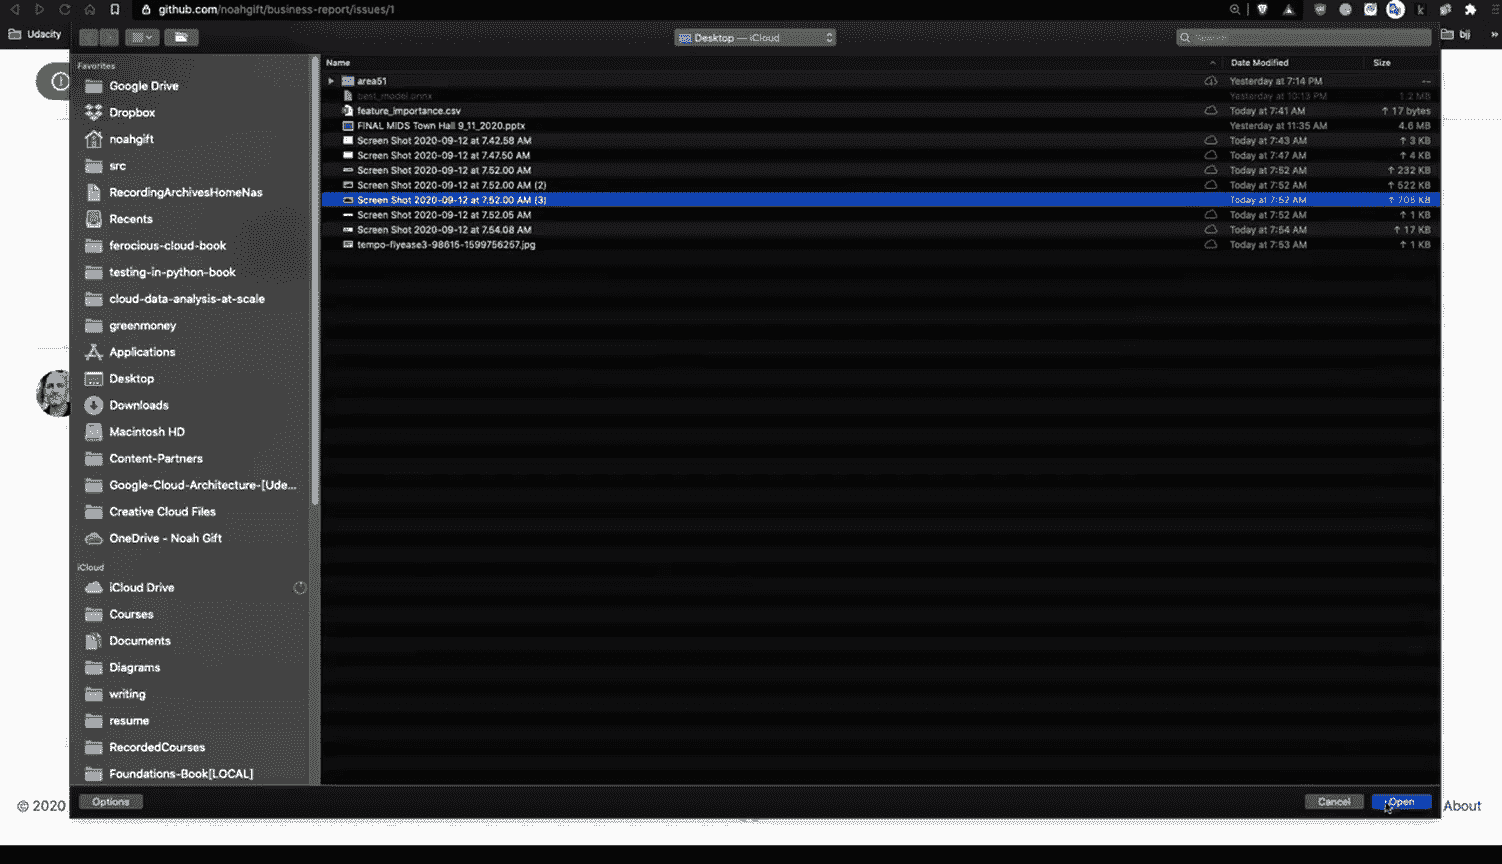 github.com/noahgift/business-report/issues/1
Udacity
Desktop — iCloud
Search
bjj
»
Favorites
Google Drive
Dropbox
noahgift
src
RecordingArchivesHomeNas
Recents
ferocious-cloud-book
testing-in-python-book
cloud-data-analysis-at-scale
greenmoney
Applications
Desktop
Downloads
Macintosh HD
Content-Partners
Google-Cloud-Architecture-[Ude...
Creative Cloud Files
OneDrive - Noah Gift
iCloud
iCloud Drive
Courses
Documents
Diagrams
writing
resume
RecordedCourses
Foundations-Book[LOCAL]
Name Date Modified Size
area51 Yesterday at 7:14 PM --
best_model.onnx Yesterday at 10:13 PM 1.2 MB
feature_importance.csv Today at 7:41 AM ↑ 17 bytes
FINAL MIDS Town Hall 9_11_2020.pptx Yesterday at 11:35 AM 4.6 MB
Screen Shot 2020-09-12 at 7.42.58 AM Today at 7:43 AM ↑ 3 KB
Screen Shot 2020-09-12 at 7.47.50 AM Today at 7:47 AM ↑ 4 KB
Screen Shot 2020-09-12 at 7.52.00 AM Today at 7:52 AM ↑ 232 KB
Screen Shot 2020-09-12 at 7.52.00 AM (2) Today at 7:52 AM ↑ 522 KB
Screen Shot 2020-09-12 at 7.52.00 AM (3) Today at 7:52 AM ↑ 705 KB
Screen Shot 2020-09-12 at 7.52.05 AM Today at 7:52 AM ↑ 1 KB
Screen Shot 2020-09-12 at 7.54.08 AM Today at 7:54 AM ↑ 17 KB
tempo-flyease3-98615-1599756257.jpg Today at 7:53 AM ↑ 1 KB
Options
Cancel
Open
© 2020
About